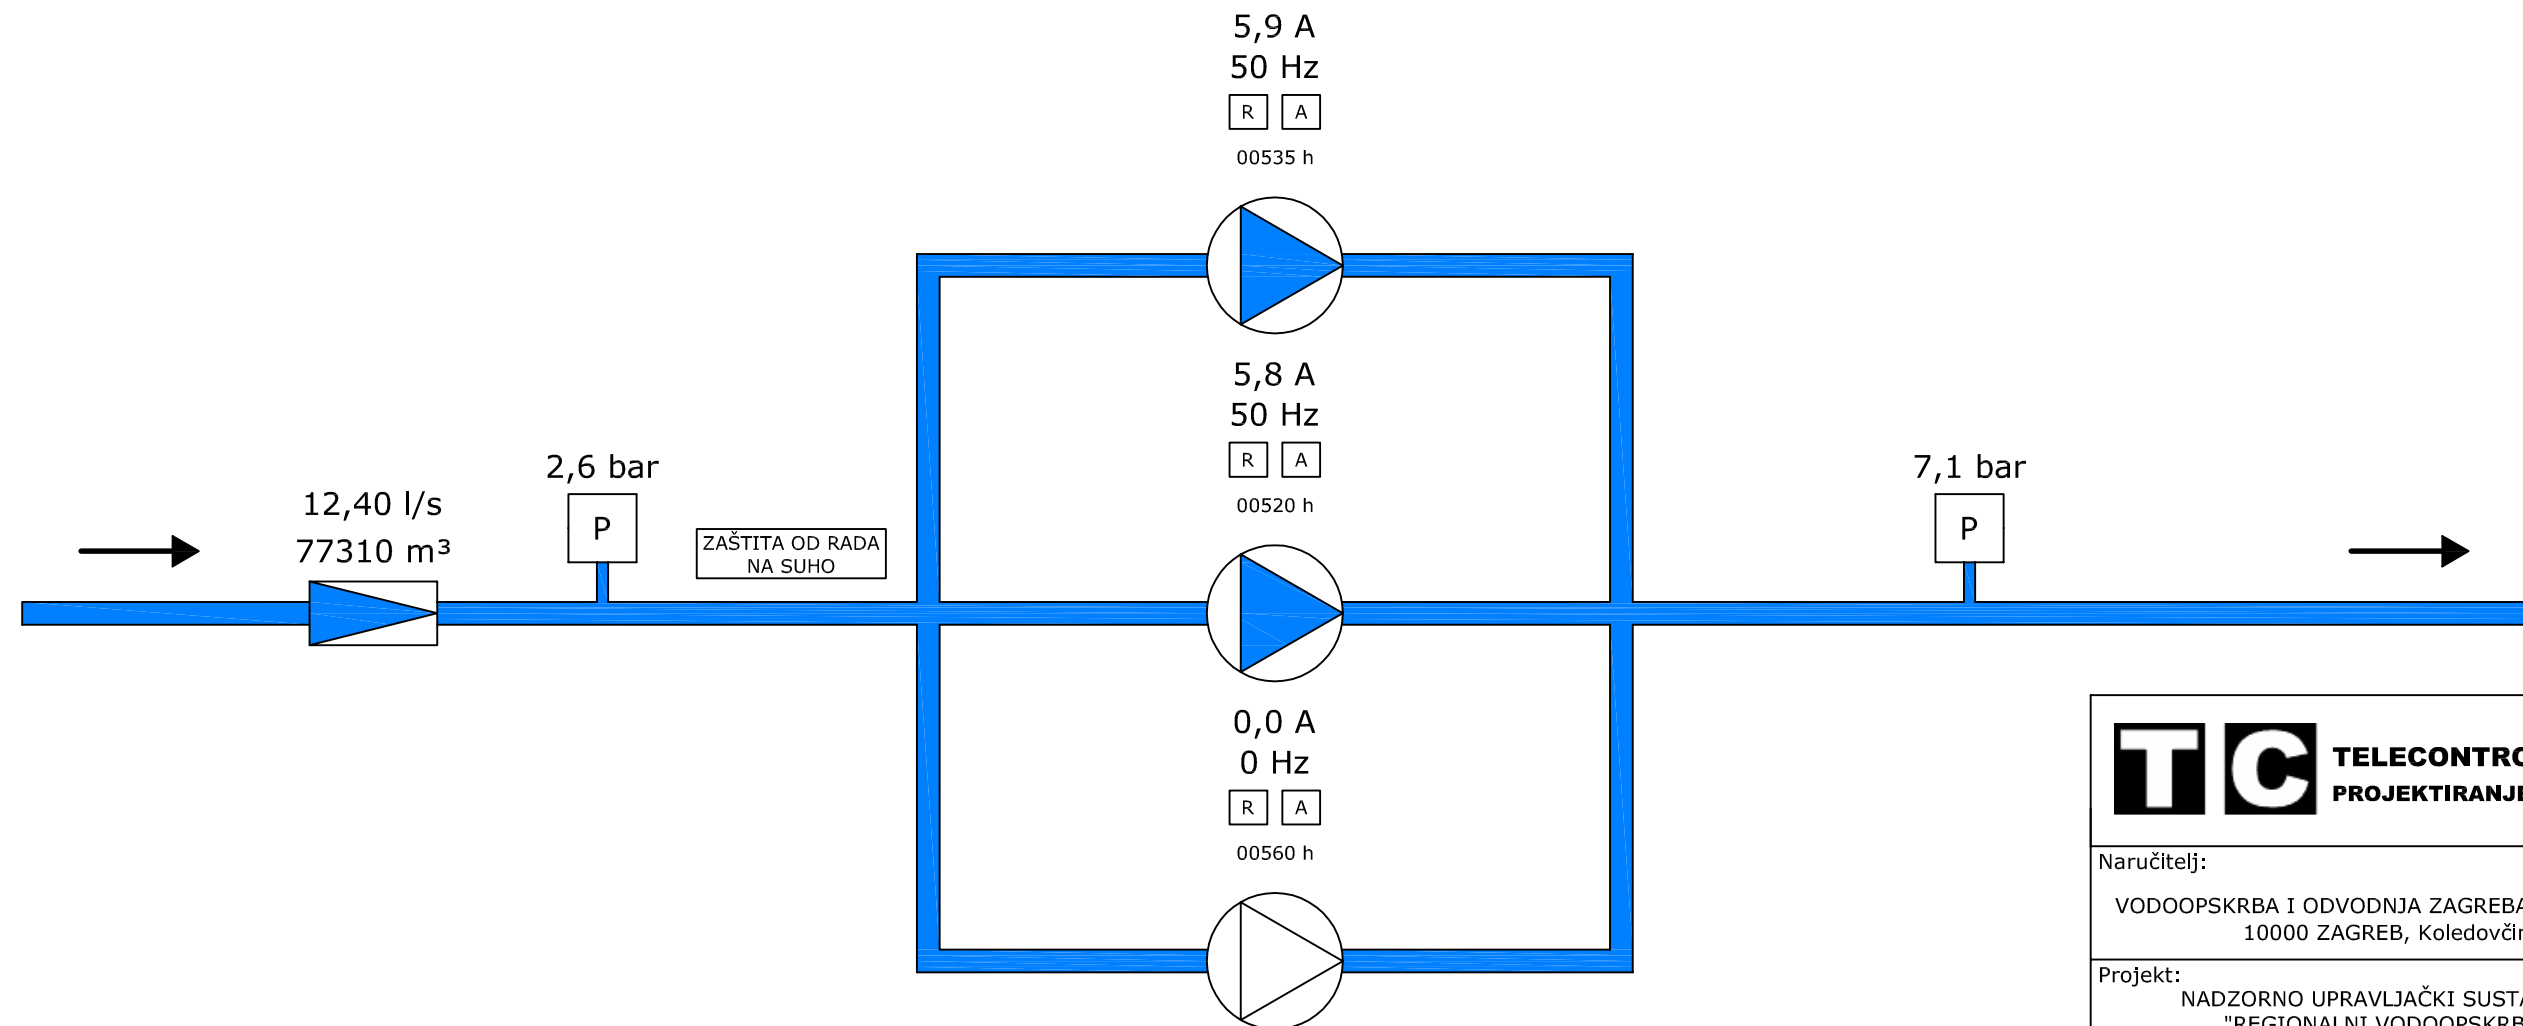 5,9 A
50 Hz
R A
00535 h
5,8 A
50 Hz
R A
00520 h
2,6 bar
P
12,40 l/s
77310 m³
ZAŠTITA OD RADA
NA SUHO
7,1 bar
P
0,0 A
0 Hz
R A
00560 h
TC
PROJEKTIRANJE
Naručitelj:
VODOOPSKRBA I ODVODNJA ZAGREBA
10000 ZAGREB,
Projekt:
NADZORNO UPRAVLJAČKI
"REGIONALNI